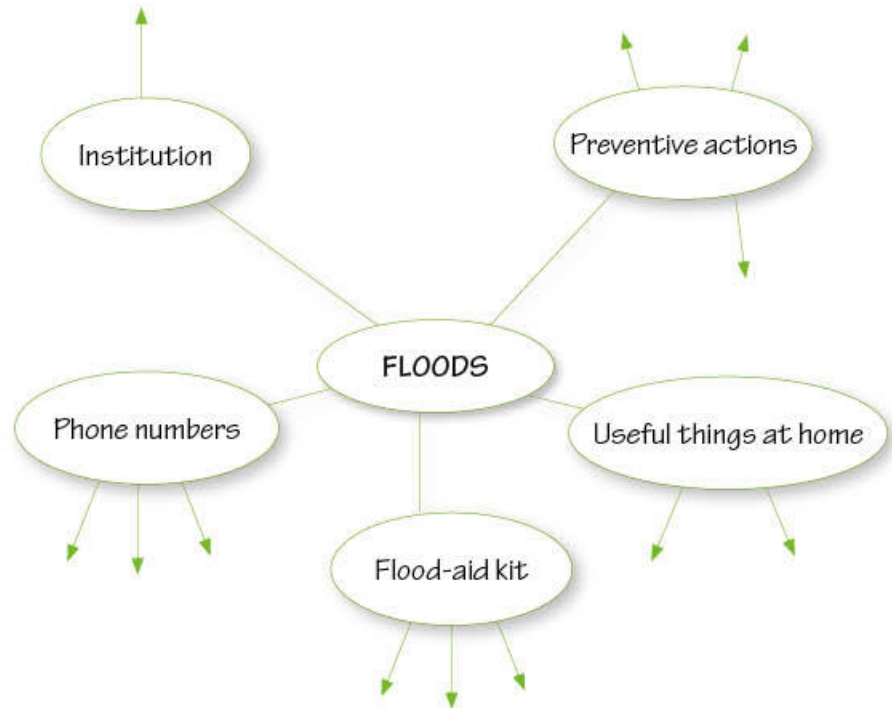 Institution
Preventive actions
FLOODS
Phone numbers
Useful things at home
Flood-aid kit